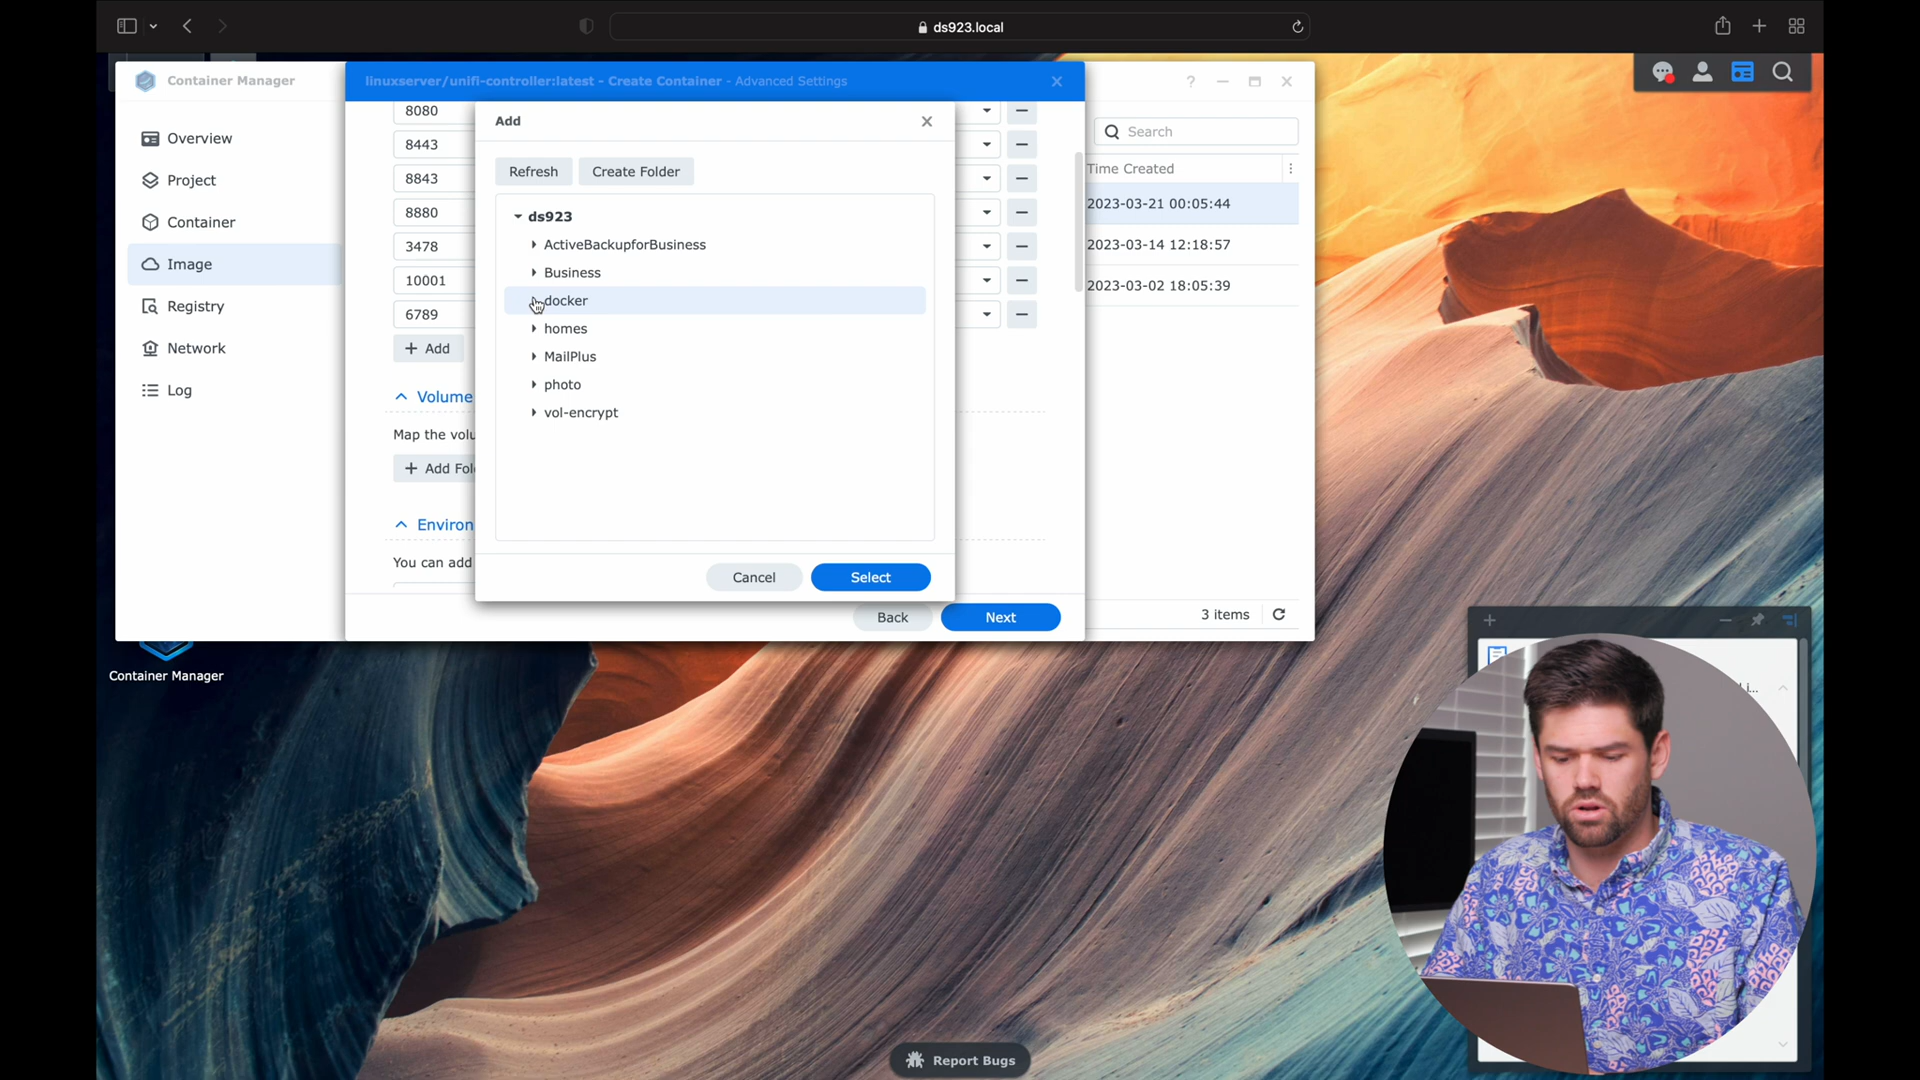 ds923.local
Container Manager
linuxserver/unifi-controller:latest - Create Container - Advanced Settings
?
Overview
Project
Container
Image
Registry
Network
Log
8080
8443
8843
8880
3478
10001
6789
Add
Volume
Map the volu
Add Fol
Environ
You can add
Add
Refresh
Create Folder
ds923
ActiveBackupforBusiness
Business
docker
homes
MailPlus
photo
vol-encrypt
Cancel
Select
Back
Next
Search
Time Created
2023-03-21 00:05:44
2023-03-14 12:18:57
2023-03-02 18:05:39
3 items
Container Manager
Report Bugs